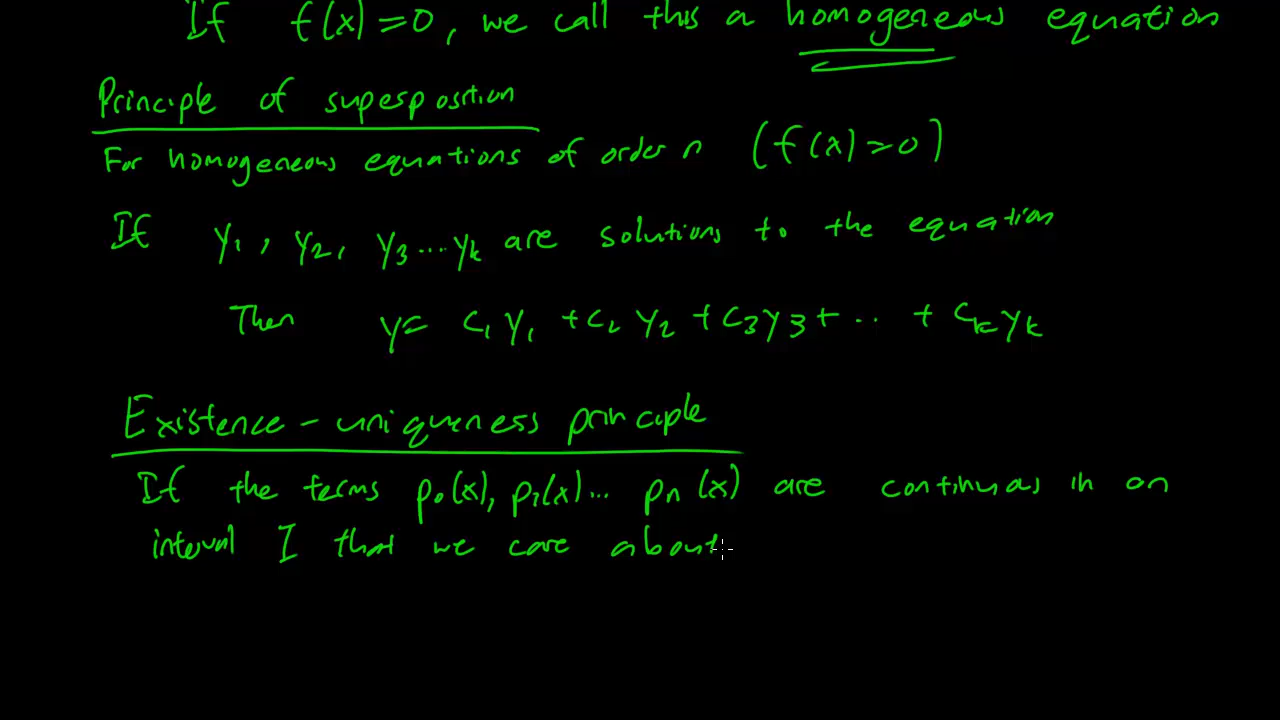 If f(x)=0, we call this a homogeneous equation
Principle of superposition
For homogeneous equations of order n (f(x)=0)
If y₁, y₂, y₃...yₖ are solutions to the equation
Then y= c₁y₁ +c₂y₂ +c₃y₃+ .. + cₖyₖ
Existence-uniqueness principle
If the terms p₀(x), p₁(x)... pₙ(x) are continuas in an
interval I that we care about